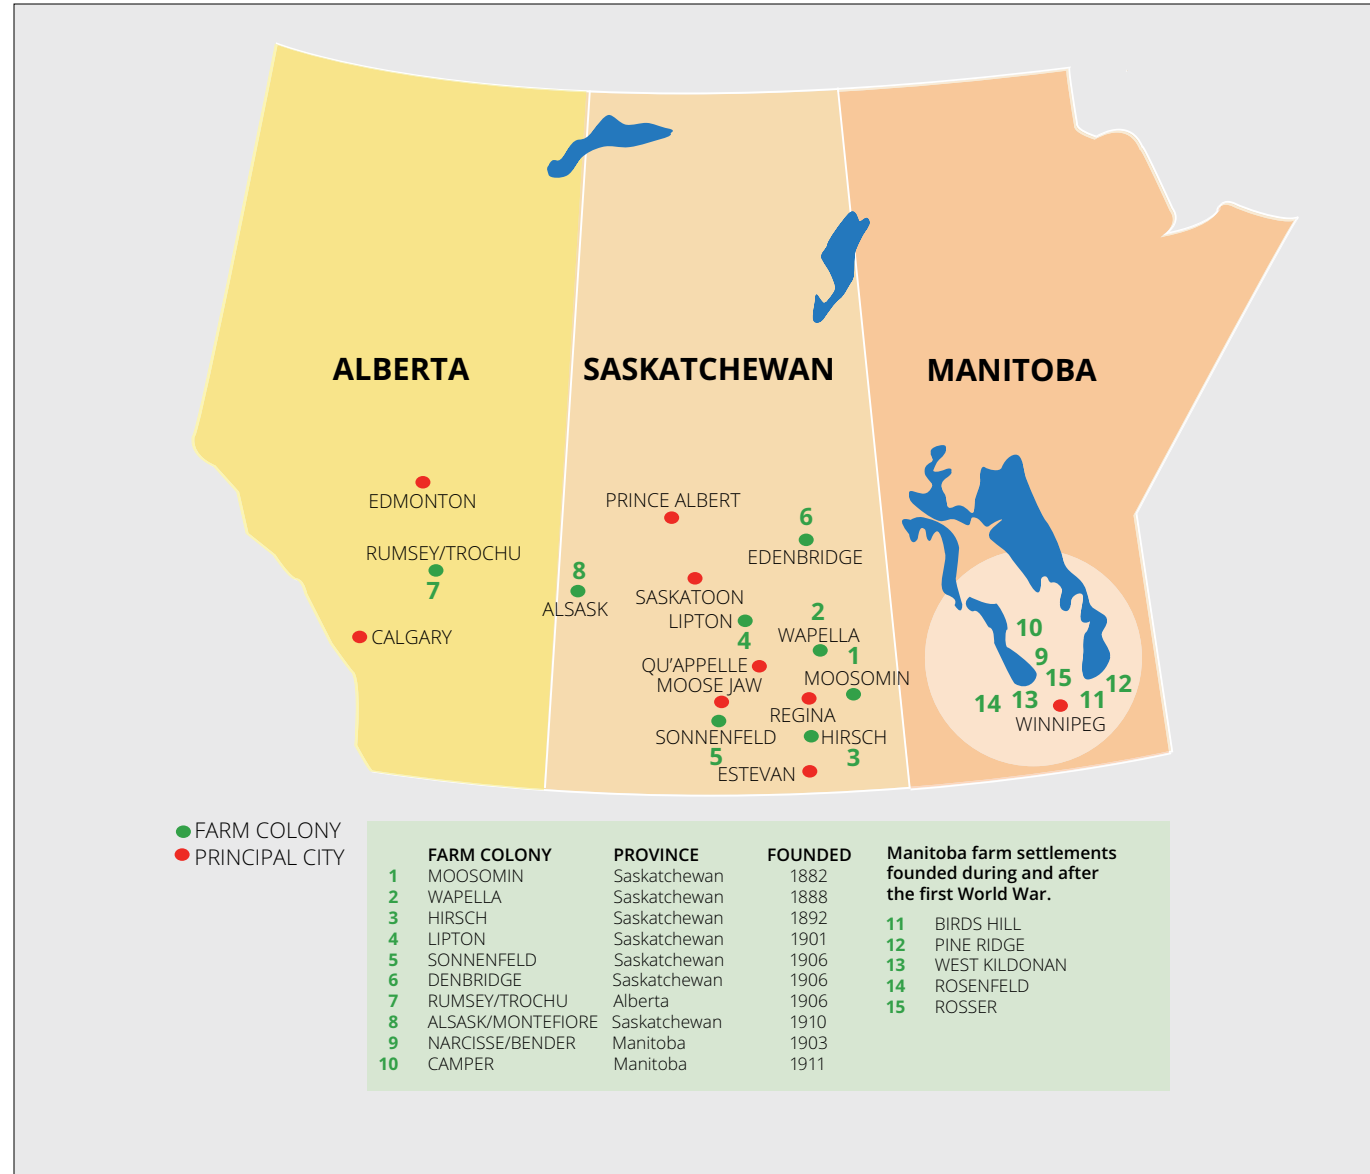 ALBERTA
SASKATCHEWAN
MANITOBA
EDMONTON
PRINCE ALBERT
6
EDENBRIDGE
RUMSEY/TROCHU
7
8
ALSASK
SASKATOON
LIPTON
4
2
WAPELLA
1
MOOSOMIN
CALGARY
QU'APPELLE
MOOSE JAW
REGINA
SONNENFELD
5
HIRSCH
3
ESTEVAN
10
9
15
12
14
13
11
WINNIPEG
FARM COLONY
PRINCIPAL CITY
FARM COLONY PROVINCE FOUNDED
1 MOOSOMIN Saskatchewan 1882
2 WAPELLA Saskatchewan 1888
3 HIRSCH Saskatchewan 1892
4 LIPTON Saskatchewan 1901
5 SONNENFELD Saskatchewan 1906
6 DENBRIDGE Saskatchewan 1906
7 RUMSEY/TROCHU Alberta 1906
8 ALSASK/MONTEFIORE Saskatchewan 1910
9 NARCISSE/BENDER Manitoba 1903
10 CAMPER Manitoba 1911
Manitoba farm settlements
founded during and after
the first World War.
11 BIRDS HILL
12 PINE RIDGE
13 WEST KILDONAN
14 ROSENFELD
15 ROSSER